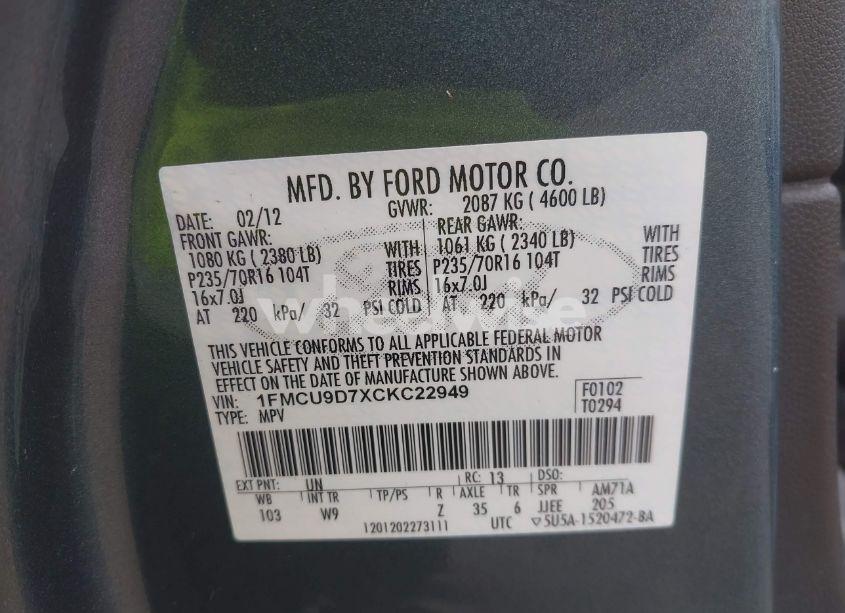 MFD. BY FORD MOTOR CO.
DATE: 02/12 GVWR: 2087 KG ( 4600 LB)
FRONT GAWR: REAR GAWR:
1080 KG ( 2380 LB) WITH 1061 KG ( 2340 LB) WITH
P235/70R16 104T TIRES P235/70R16 104T TIRES
16x7.0J RIMS 16x7.0J RIMS
AT 220 kPa/ 32 PSI COLD AT 220 kPa/ 32 PSI COLD
wheelwise
THIS VEHICLE CONFORMS TO ALL APPLICABLE FEDERAL MOTOR
VEHICLE SAFETY AND THEFT PREVENTION STANDARDS IN
EFFECT ON THE DATE OF MANUFACTURE SHOWN ABOVE.
VIN: 1FMCU9D7XCKC22949 F0102
TYPE: MPV T0294
EXT PNT: UN RC: 13 DSO:
WB INT TR TP/PS R AXLE TR SPR AM71A
103 W9 Z 35 6 JJEE 205
1201202273111 UTC ▽5U5A-1520472-BA